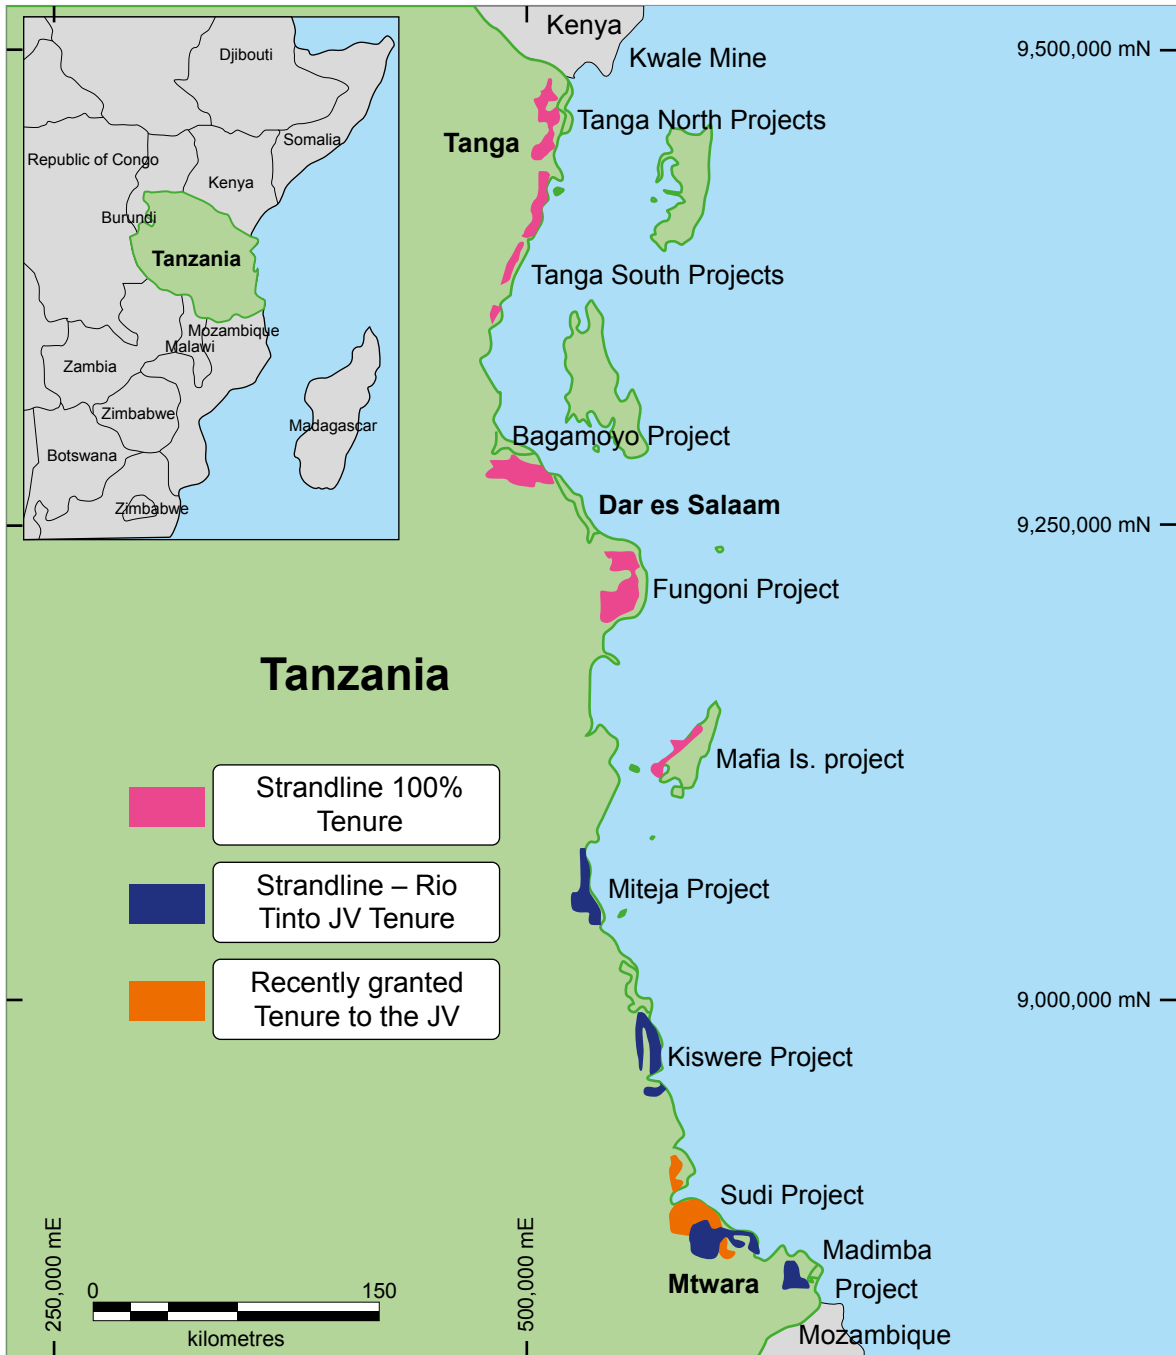 Kenya
9,500,000 mN
Kwale Mine
Djibouti
Tanga North Projects
Tanga
Somalia
Republic of Congo
Kenya
Burundi
Tanzania
Tanga South Projects
Mozambique
Malawi
Zambia
Zimbabwe
Madagascar
Bagamoyo Project
Botswana
Zimbabwe
Dar es Salaam
9,250,000 mN
Fungoni Project
Tanzania
Mafia Is. project
Strandline 100%
Tenure
Strandline – Rio
Tinto JV Tenure
Miteja Project
Recently granted
Tenure to the JV
9,000,000 mN
Kiswere Project
Sudi Project
250,000 mE
500,000 mE
Madimba
Project
Mtwara
0
150
kilometres
Mozambique